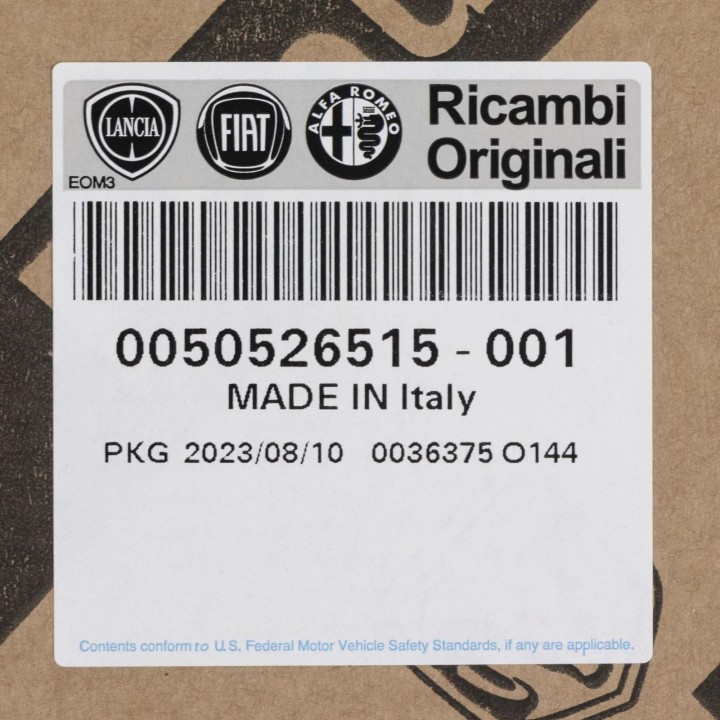 LANCIA
FIAT
ALFA ROMEO
Ricambi
Originali
EOM3
0050526515 - 001
MADE IN Italy
PKG 2023/08/10 0036375 O144
Contents conform to U.S. Federal Motor Vehicle Safety Standards, if any are applicable.